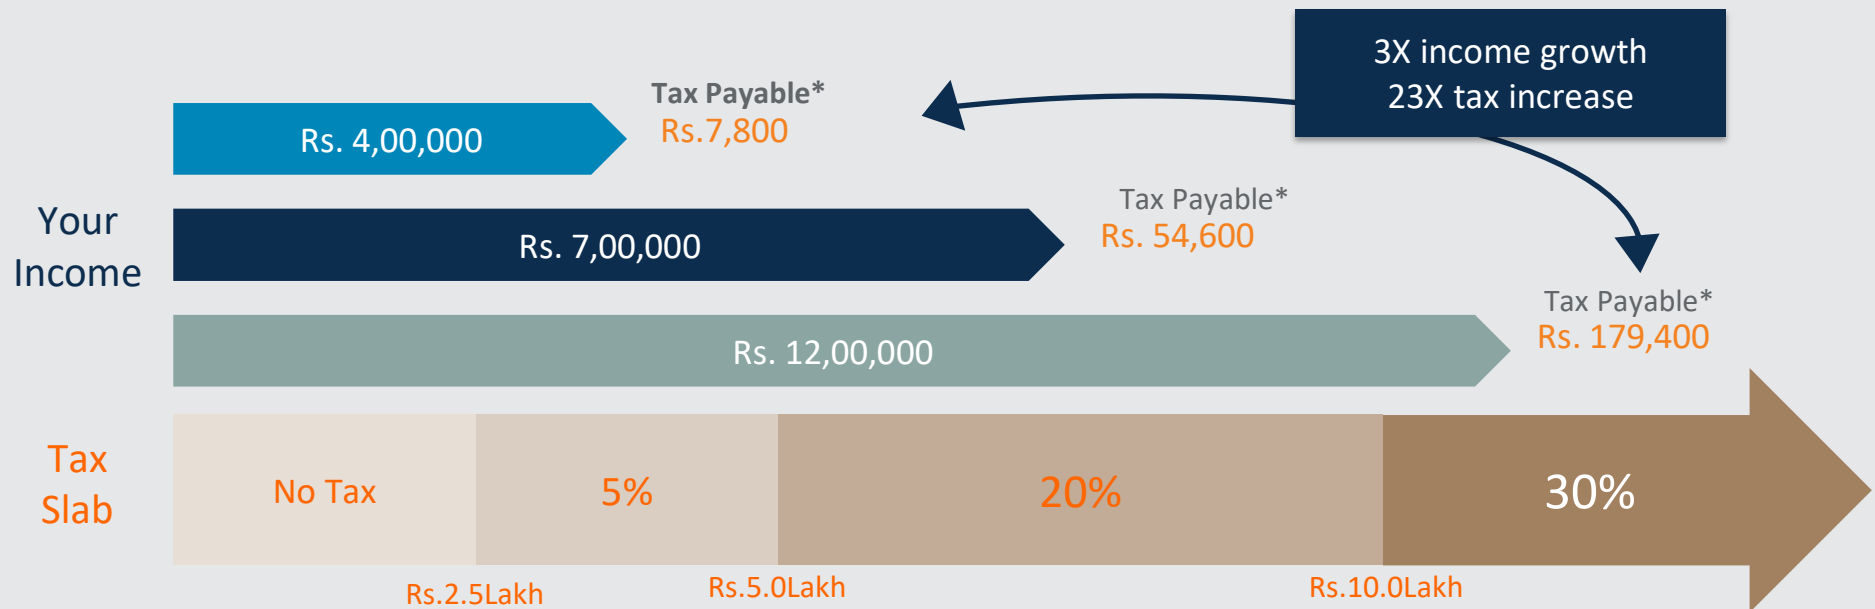 3X income growth
23X tax increase
Tax Payable*
Rs.7,800
Rs. 4,00,000
Tax Payable*
Rs. 54,600
Your
Income
Rs. 7,00,000
Tax Payable*
Rs. 179,400
Rs. 12,00,000
Tax
Slab
No Tax
5%
20%
30%
Rs.2.5Lakh
Rs.5.0Lakh
Rs.10.0Lakh